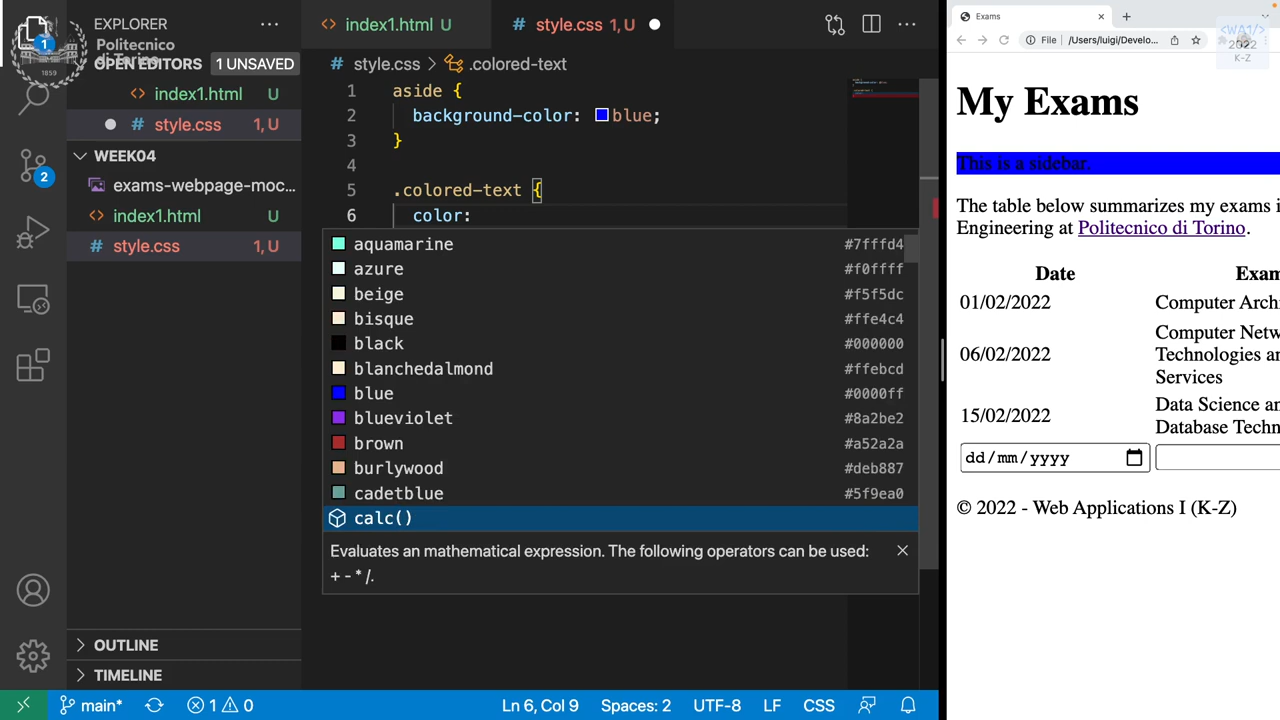 EXPLORER
Politecnico
di Torino
1859
1
OPEN EDITORS
1 UNSAVED
index1.html U
style.css 1, U
WEEK04
exams-webpage-moc...
index1.html U
style.css 1, U
2
OUTLINE
TIMELINE
index1.html U
style.css 1, U
style.css > .colored-text
1 aside {
2 background-color: blue;
3 }
4
5 .colored-text {
6 color:
aquamarine #7fffd4
azure #f0ffff
beige #f5f5dc
bisque #ffe4c4
black #000000
blanchedalmond #ffebcd
blue #0000ff
blueviolet #8a2be2
brown #a52a2a
burlywood #deb887
cadetblue #5f9ea0
calc()
Evaluates an mathematical expression. The following operators can be used:
+ - * /.
main* 1 0 Ln 6, Col 9 Spaces: 2 UTF-8 LF CSS
Exams
File /Users/luigi/Develo...
<WA1/>
2022
K-Z
My Exams
This is a sidebar.
The table below summarizes my exams i
Engineering at Politecnico di Torino.
Date Exam
01/02/2022 Computer Archi
06/02/2022 Computer Netw
Technologies an
Services
15/02/2022 Data Science an
Database Techn
dd/mm/yyyy
© 2022 - Web Applications I (K-Z)